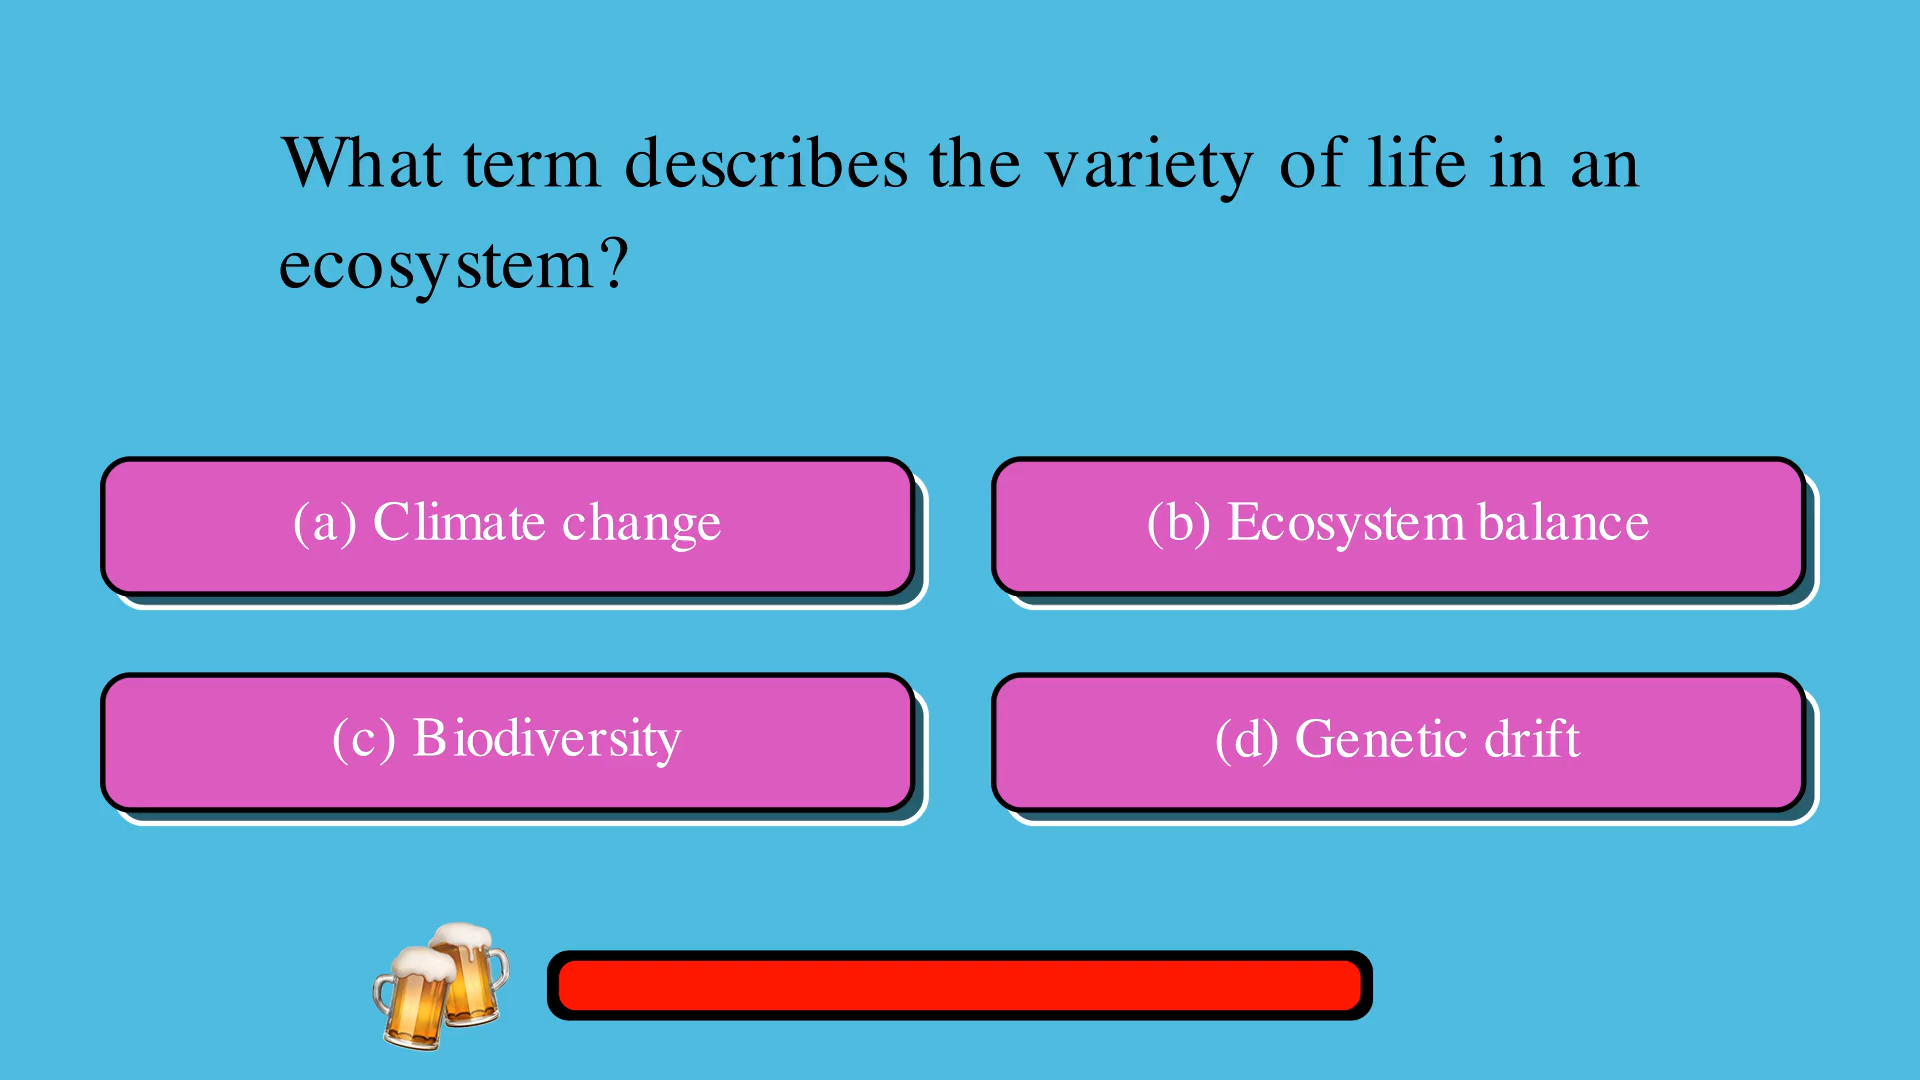 What term describes the variety of life in an
ecosystem?
(a) Climate change
(b) Ecosystem balance
(c) Biodiversity
(d) Genetic drift